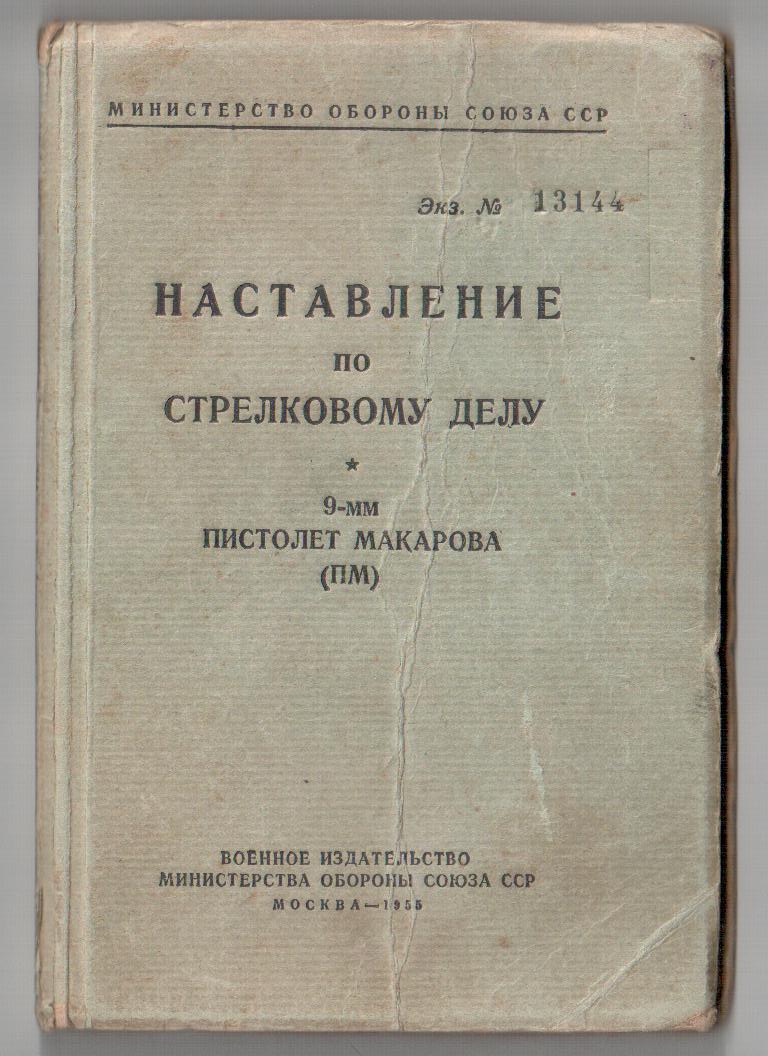 МИНИСТЕРСТВО ОБОРОНЫ СОЮЗА ССР
Экз. № 13144
НАСТАВЛЕНИЕ
ПО
СТРЕЛКОВОМУ ДЕЛУ
★
9-мм
ПИСТОЛЕТ МАКАРОВА
(ПМ)
ВОЕННОЕ ИЗДАТЕЛЬСТВО
МИНИСТЕРСТВА ОБОРОНЫ СОЮЗА ССР
МОСКВА—1955